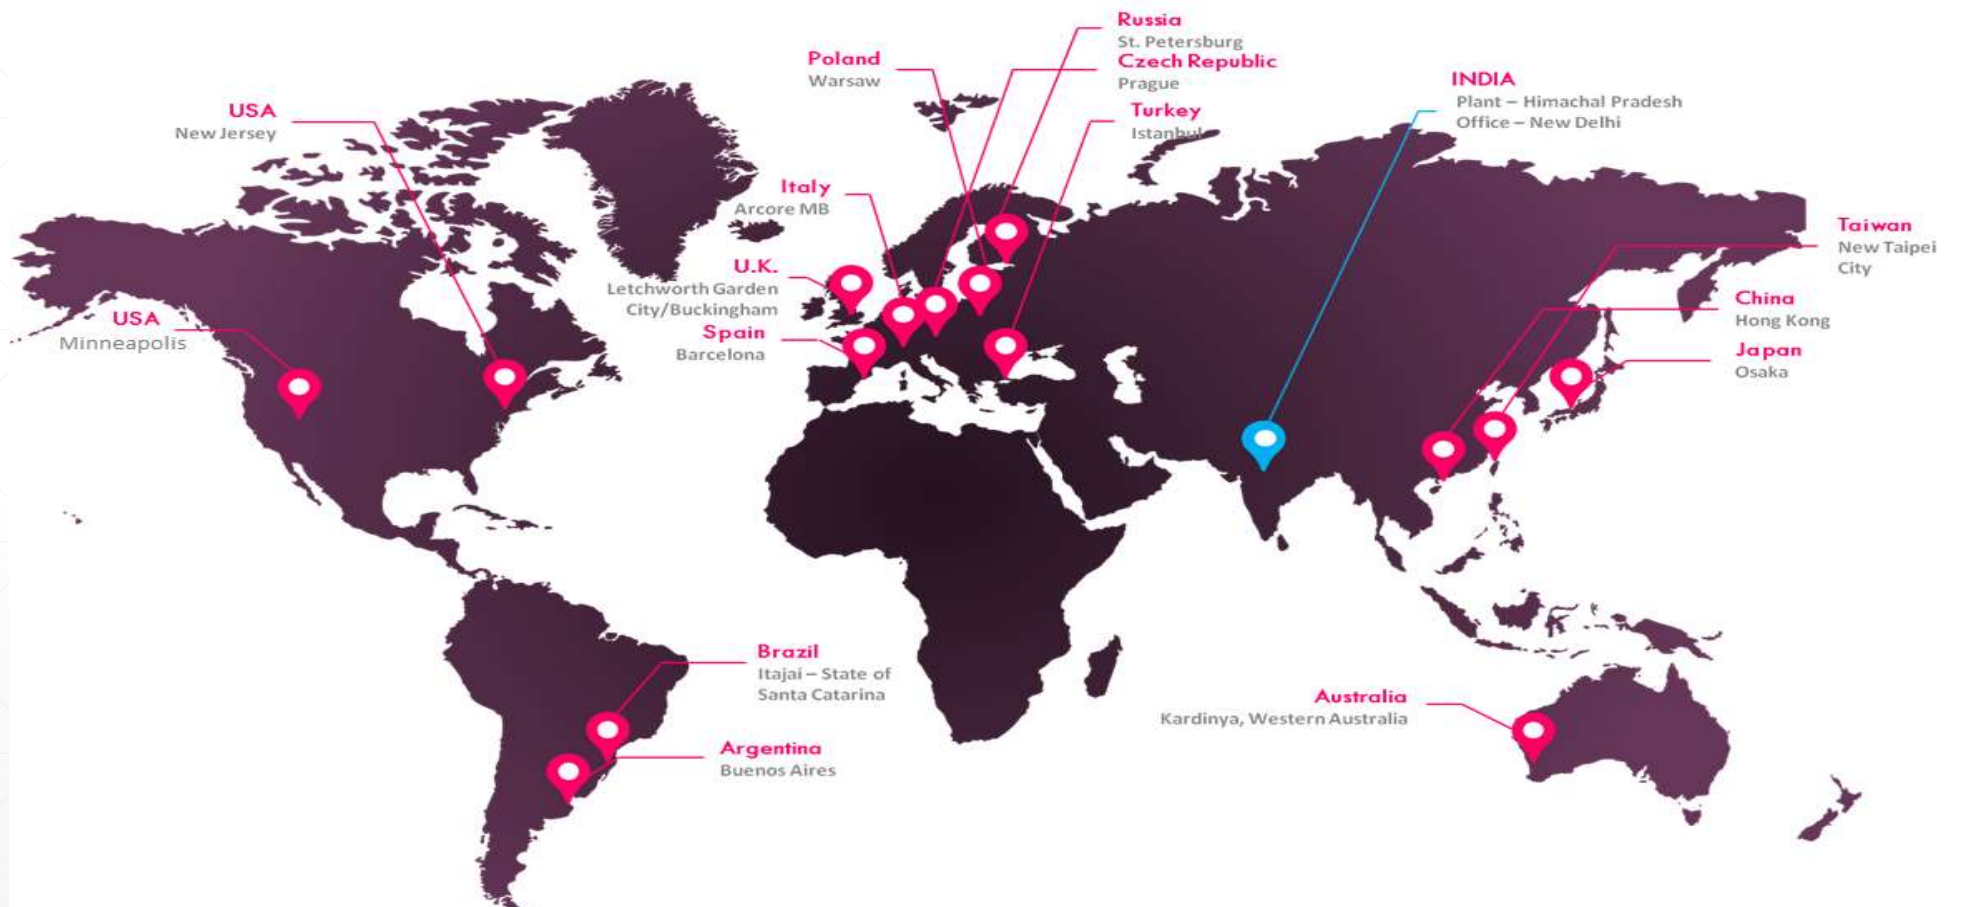 Russia
St. Petersburg
Poland
Warsaw
Czech Republic
Prague
INDIA
Plant – Himachal Pradesh
Office – New Delhi
USA
New Jersey
Turkey
Istanbul
Italy
Arcore MB
Taiwan
New Taipei
City
U.K.
Letchworth Garden
City/Buckingham
China
Hong Kong
USA
Minneapolis
Spain
Barcelona
Japan
Osaka
Brazil
Itajai – State of
Santa Catarina
Australia
Kardinya, Western Australia
Argentina
Buenos Aires